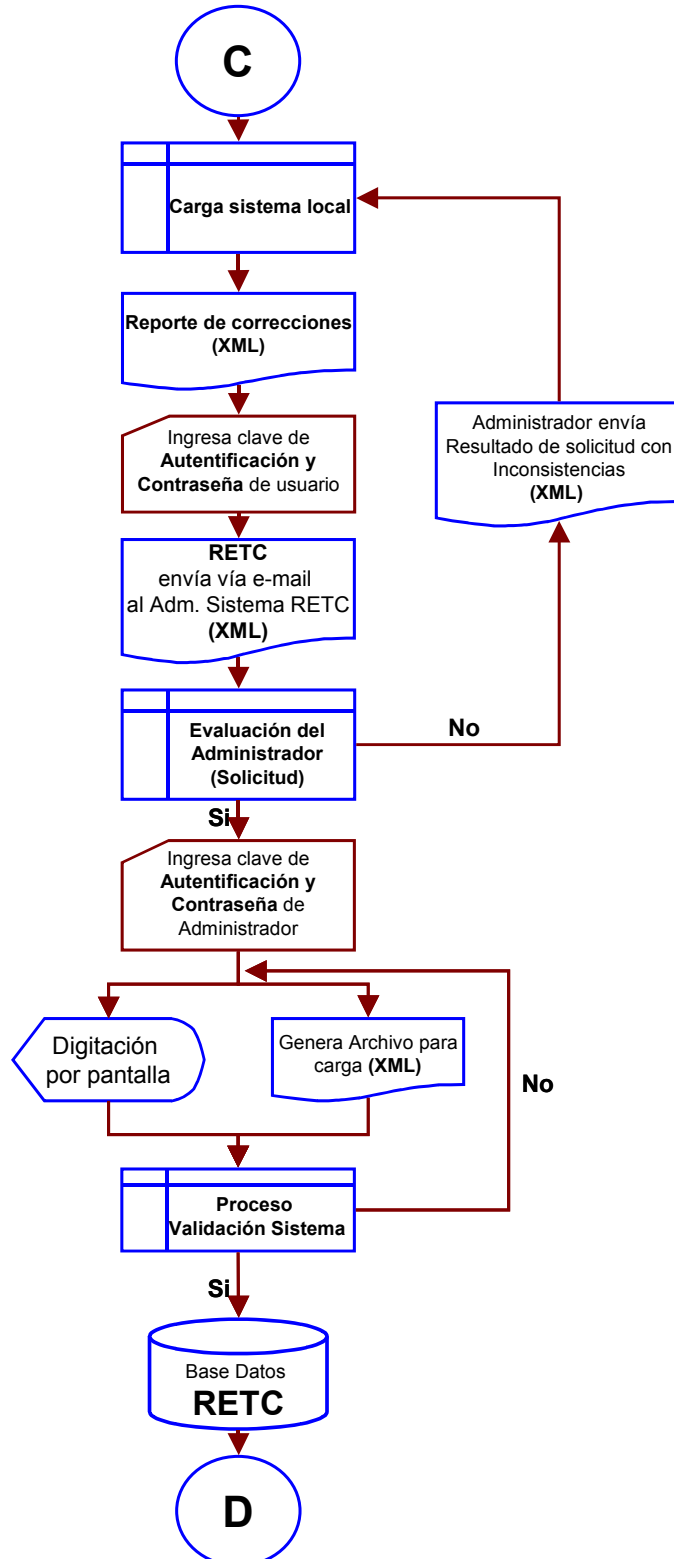 C
Carga sistema local
Reporte de correcciones
(XML)
Ingresa clave de
Autentificación y
Contraseña de usuario
Administrador envía
Resultado de solicitud con
Inconsistencias
(XML)
RETC
envía vía e-mail
al Adm. Sistema RETC
(XML)
Evaluación del
Administrador
(Solicitud)
No
Si
Ingresa clave de
Autentificación y
Contraseña de
Administrador
Digitación
por pantalla
Genera Archivo para
carga (XML)
No
Proceso
Validación Sistema
Si
Base Datos
RETC
D